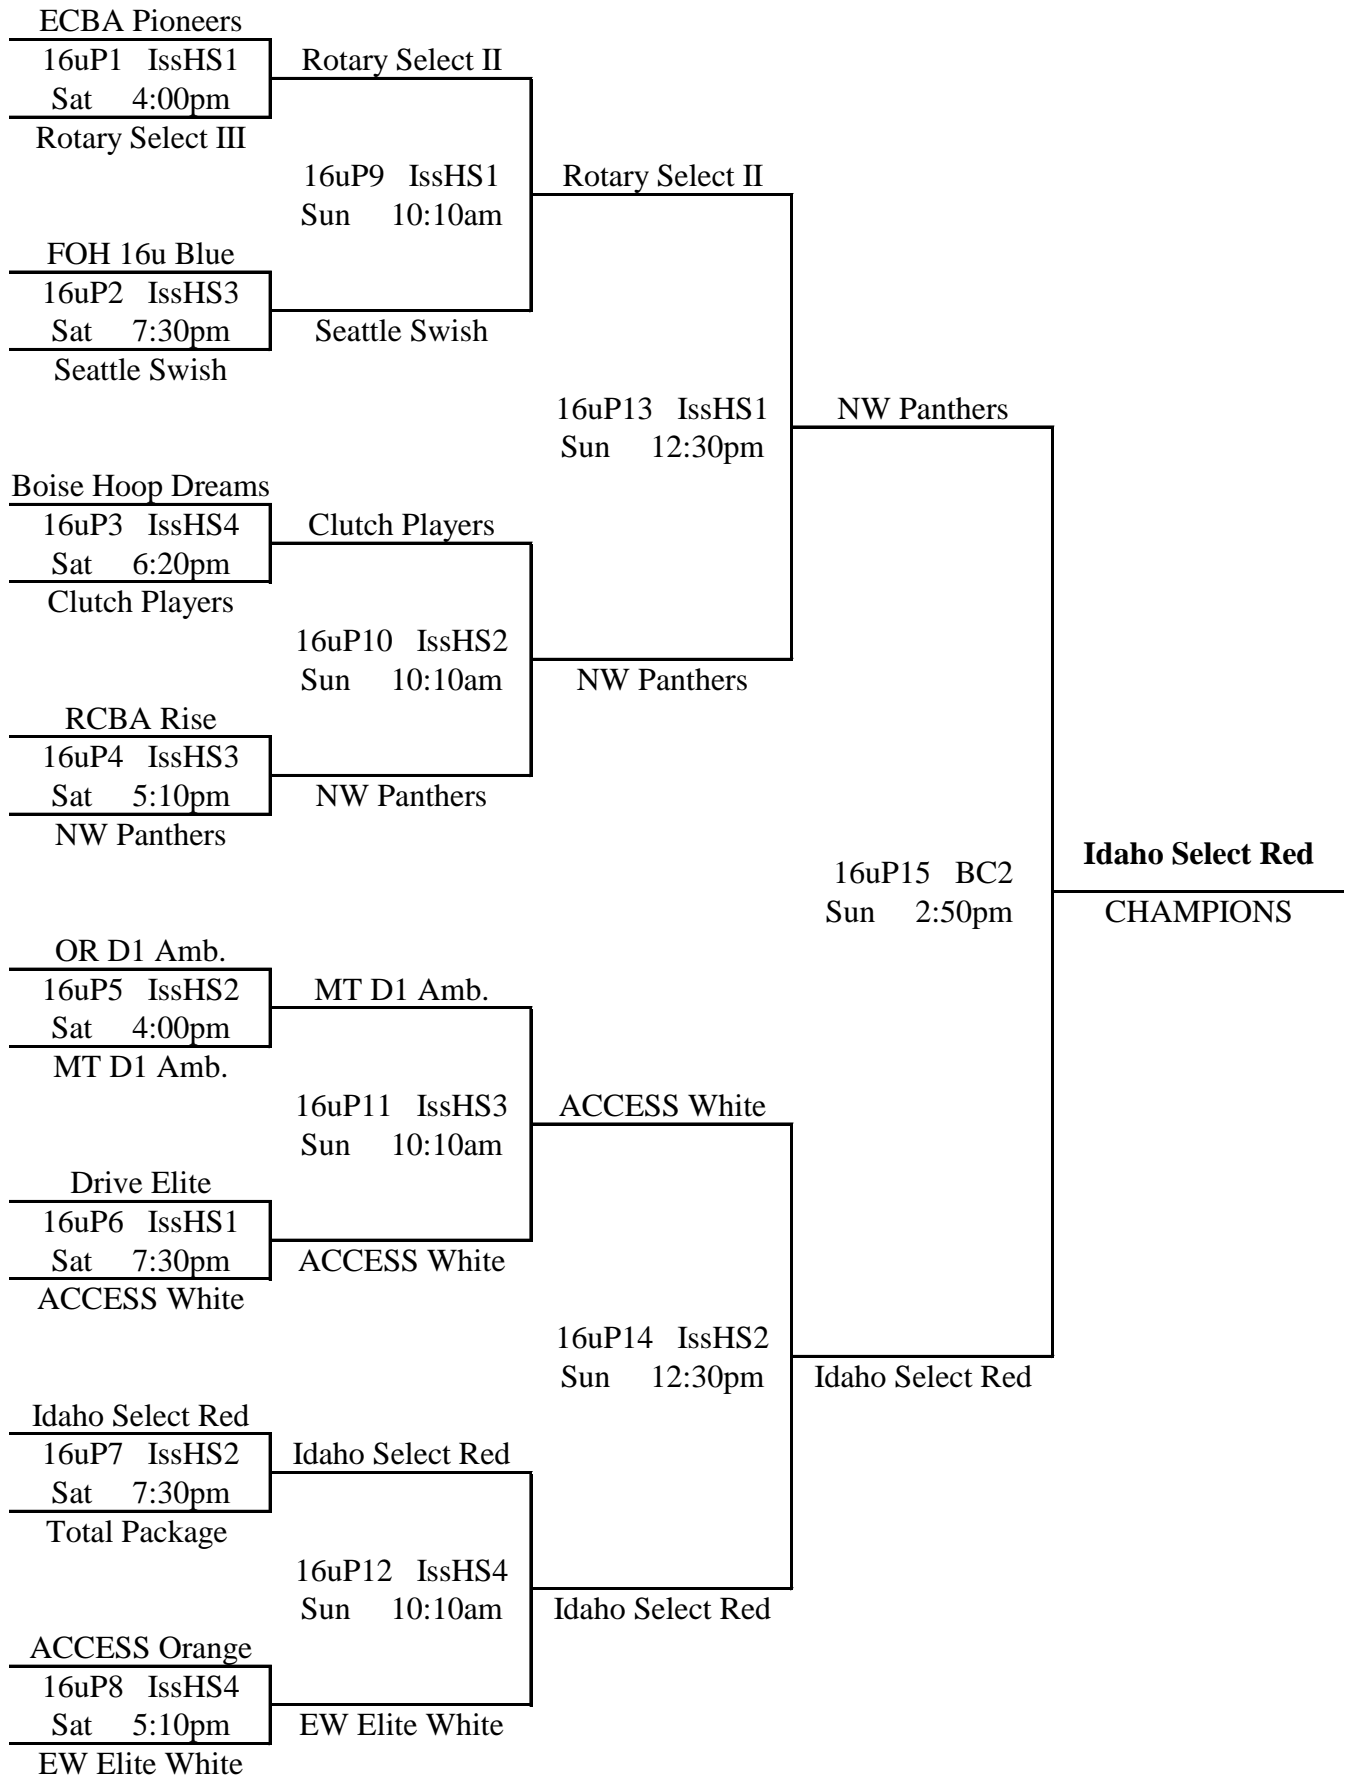 ECBA Pioneers
16uP1 IssHS1
Sat 4:00pm
Rotary Select III
Rotary Select II
16uP9 IssHS1
Sun 10:10am
FOH 16u Blue
16uP2 IssHS3
Sat 7:30pm
Seattle Swish
Seattle Swish
Rotary Select II
16uP13 IssHS1
Sun 12:30pm
Boise Hoop Dreams
16uP3 IssHS4
Sat 6:20pm
Clutch Players
Clutch Players
16uP10 IssHS2
Sun 10:10am
RCBA Rise
16uP4 IssHS3
Sat 5:10pm
NW Panthers
NW Panthers
NW Panthers
NW Panthers
16uP15 BC2
Sun 2:50pm
Idaho Select Red
CHAMPIONS
OR D1 Amb.
16uP5 IssHS2
Sat 4:00pm
MT D1 Amb.
MT D1 Amb.
16uP11 IssHS3
Sun 10:10am
Drive Elite
16uP6 IssHS1
Sat 7:30pm
ACCESS White
ACCESS White
ACCESS White
16uP14 IssHS2
Sun 12:30pm
Idaho Select Red
Idaho Select Red
16uP7 IssHS2
Sat 7:30pm
Total Package
Idaho Select Red
16uP12 IssHS4
Sun 10:10am
Idaho Select Red
ACCESS Orange
16uP8 IssHS4
Sat 5:10pm
EW Elite White
EW Elite White